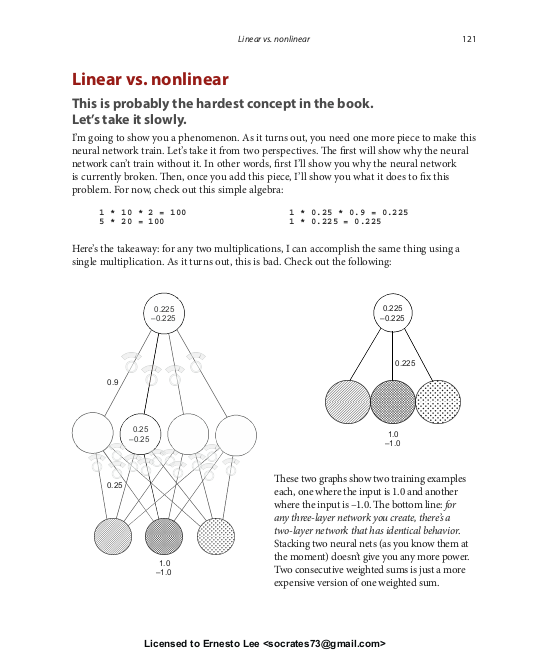 Linear vs. nonlinear 121
Linear vs. nonlinear
This is probably the hardest concept in the book.
Let's take it slowly.
I'm going to show you a phenomenon. As it turns out, you need one more piece to make this
neural network train. Let's take it from two perspectives. The first will show why the neural
network can't train without it. In other words, first I'll show you why the neural network
is currently broken. Then, once you add this piece, I'll show you what it does to fix this
problem. For now, check out this simple algebra:
1 * 10 * 2 = 100
5 * 20 = 100
1 * 0.25 * 0.9 = 0.225
1 * 0.225 = 0.225
Here's the takeaway: for any two multiplications, I can accomplish the same thing using a
single multiplication. As it turns out, this is bad. Check out the following:
0.225
–0.225
0.9
0.25
–0.25
0.25
1.0
–1.0
0.225
–0.225
0.225
1.0
–1.0
These two graphs show two training examples
each, one where the input is 1.0 and another
where the input is –1.0. The bottom line: for
any three-layer network you create, there's a
two-layer network that has identical behavior.
Stacking two neural nets (as you know them at
the moment) doesn't give you any more power.
Two consecutive weighted sums is just a more
expensive version of one weighted sum.
Licensed to Ernesto Lee <socrates73@gmail.com>